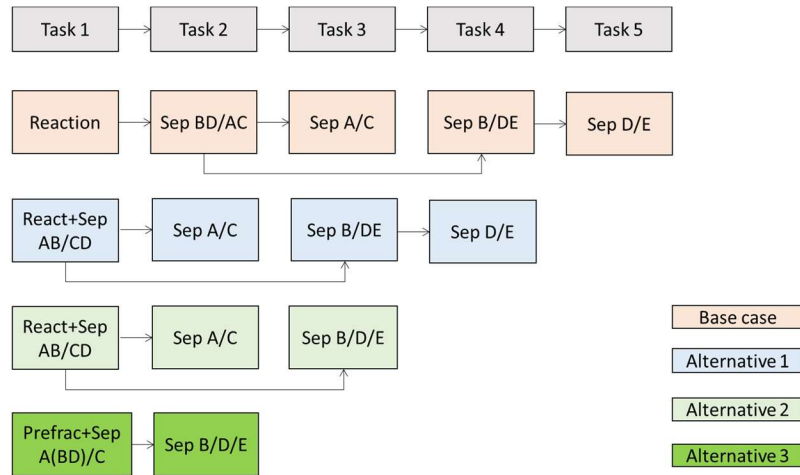 Task 1
Task 2
Task 3
Task 4
Task 5
Reaction
Sep BD/AC
Sep A/C
Sep B/DE
Sep D/E
React+Sep
AB/CD
Sep A/C
Sep B/DE
Sep D/E
React+Sep
AB/CD
Sep A/C
Sep B/D/E
Prefrac+Sep
A(BD)/C
Sep B/D/E
Base case
Alternative 1
Alternative 2
Alternative 3